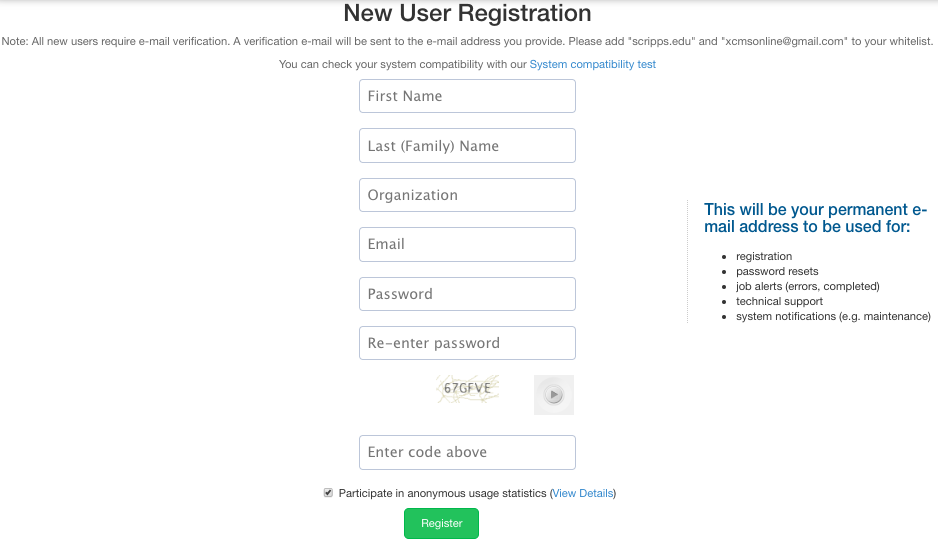 New User Registration
Note: All new users require e-mail verification. A verification e-mail will be sent to the e-mail address you provide. Please add "scripps.edu" and "xcmsonline@gmail.com" to your whitelist.
You can check your system compatibility with our System compatibility test
First Name
Last (Family) Name
Organization
Email
Password
Re-enter password
67GFVE
Enter code above
Participate in anonymous usage statistics (View Details)
Register
This will be your permanent e-
mail address to be used for:
registration
password resets
job alerts (errors, completed)
technical support
system notifications (e.g. maintenance)